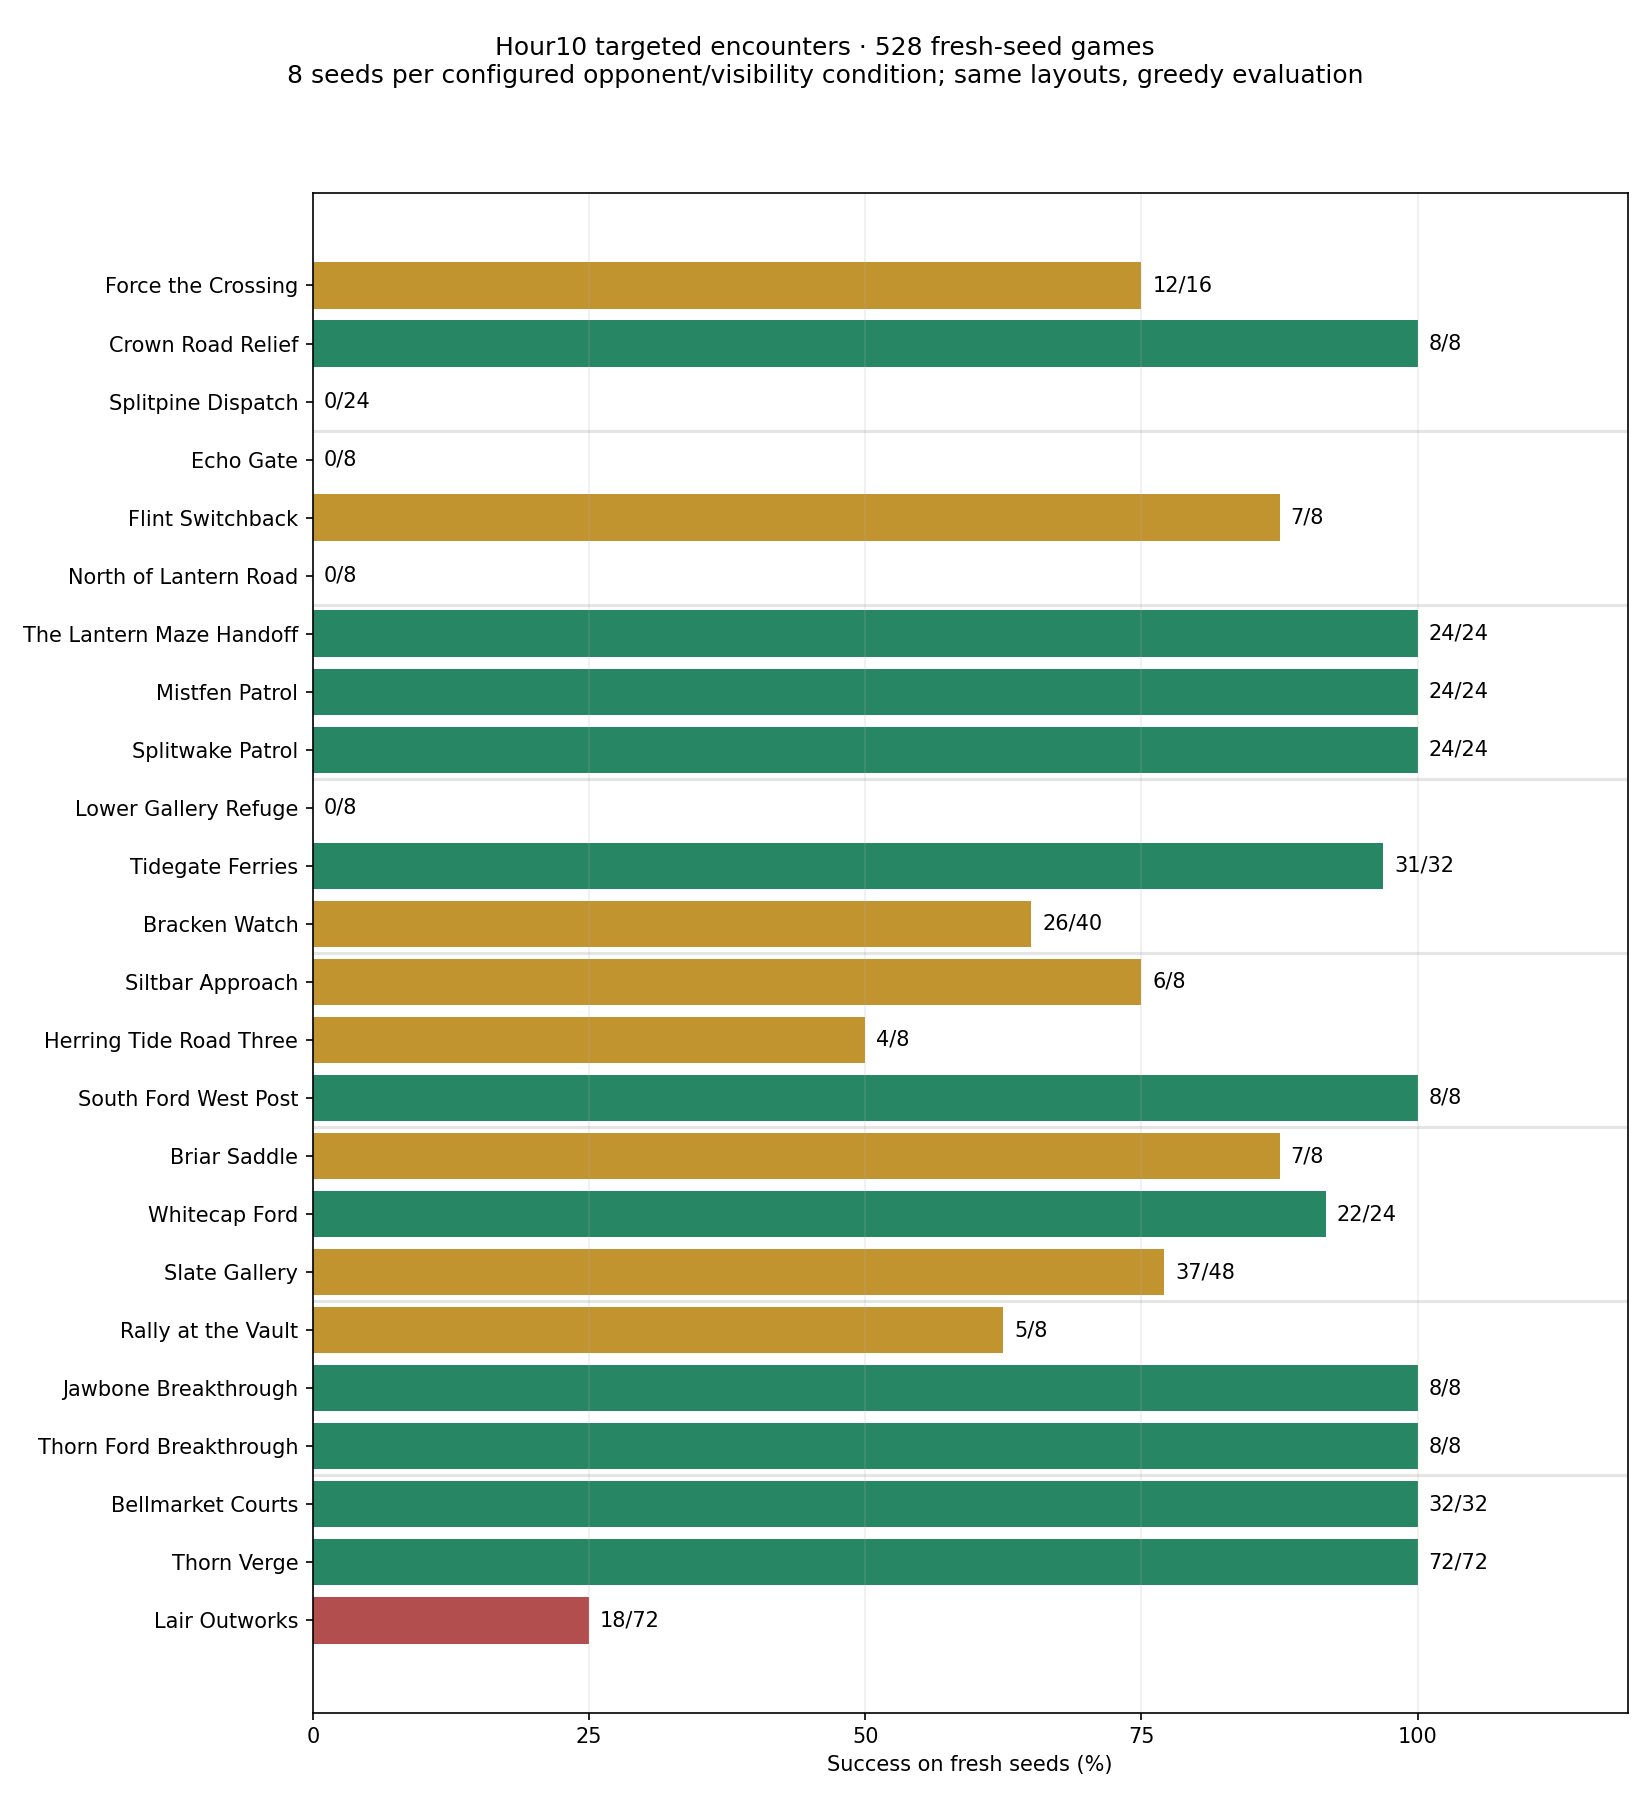 Hour10 targeted encounters · 528 fresh-seed games
8 seeds per configured opponent/visibility condition; same layouts, greedy evaluation
Force the Crossing 12/16
Crown Road Relief 8/8
Splitpine Dispatch 0/24
Echo Gate 0/8
Flint Switchback 7/8
North of Lantern Road 0/8
The Lantern Maze Handoff 24/24
Mistfen Patrol 24/24
Splitwake Patrol 24/24
Lower Gallery Refuge 0/8
Tidegate Ferries 31/32
Bracken Watch 26/40
Siltbar Approach 6/8
Herring Tide Road Three 4/8
South Ford West Post 8/8
Briar Saddle 7/8
Whitecap Ford 22/24
Slate Gallery 37/48
Rally at the Vault 5/8
Jawbone Breakthrough 8/8
Thorn Ford Breakthrough 8/8
Bellmarket Courts 32/32
Thorn Verge 72/72
Lair Outworks 18/72
0 25 50 75 100
Success on fresh seeds (%)